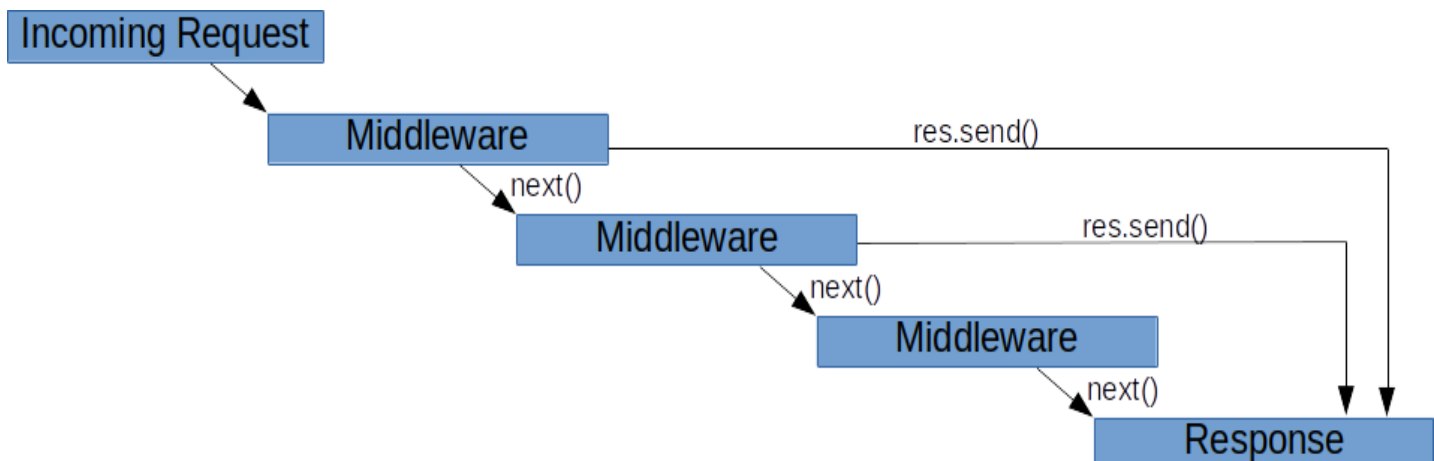 Incoming Request
Middleware
res.send()
next()
Middleware
res.send()
next()
Middleware
next()
Response